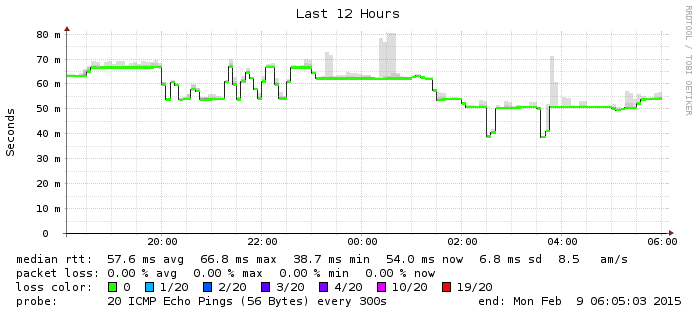 Last 12 Hours
RRDTOOL / TOBI OETIKER
Seconds
80 m
70 m
60 m
50 m
40 m
30 m
20 m
10 m
0
20:00 22:00 00:00 02:00 04:00 06:00
median rtt: 57.6 ms avg 66.8 ms max 38.7 ms min 54.0 ms now 6.8 ms sd 8.5 am/s
packet loss: 0.00 % avg 0.00 % max 0.00 % min 0.00 % now
loss color: 0 1/20 2/20 3/20 4/20 10/20 19/20
probe: 20 ICMP Echo Pings (56 Bytes) every 300s end: Mon Feb 9 06:05:03 2015